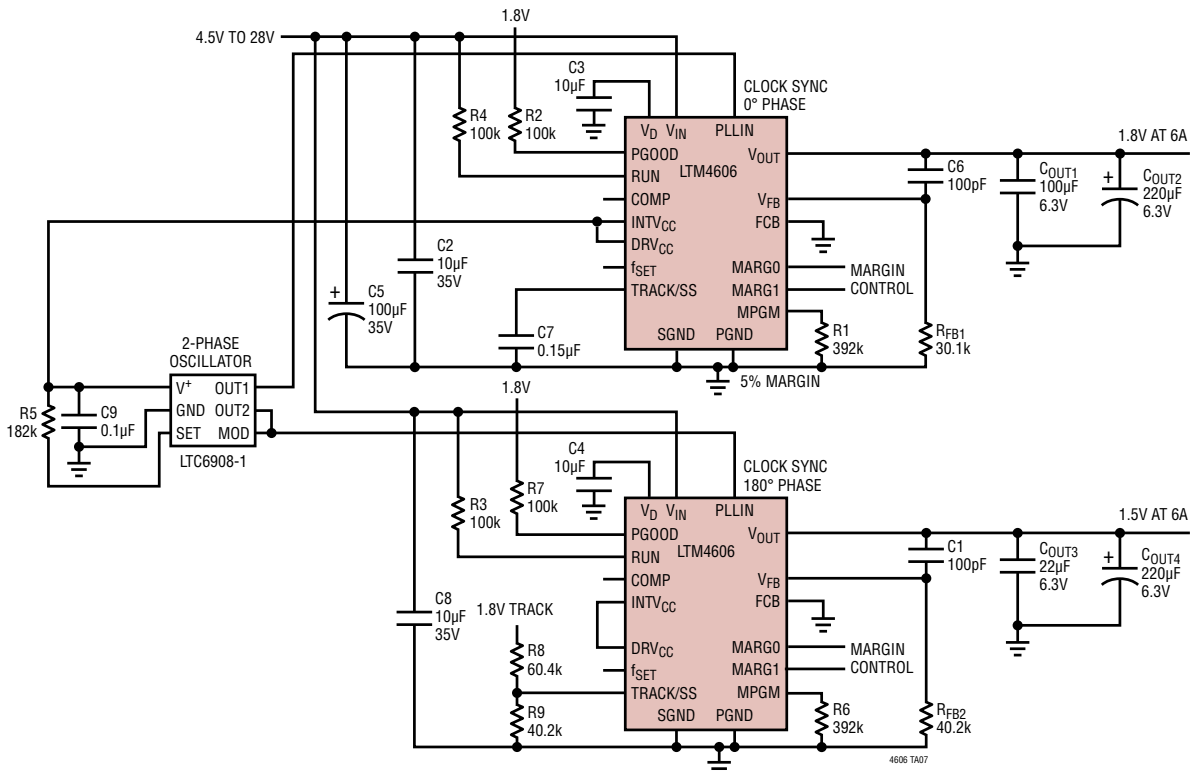 1.8V
4.5V TO 28V
C3
10µF
CLOCK SYNC
0° PHASE
R4
100k
R2
100k
VD VIN PLLIN
PGOOD
LTM4606
RUN
COMP
INTVCC
DRVCC
fSET
TRACK/SS
SGND PGND
VOUT
VFB
FCB
MARG0
MARG1
MPGM
MARGIN
CONTROL
1.8V AT 6A
C6
100pF
COUT1
100µF
6.3V
+
COUT2
220µF
6.3V
C2
10µF
35V
+
C5
100µF
35V
C7
0.15µF
R1
392k
RFB1
30.1k
5% MARGIN
2-PHASE
OSCILLATOR
V+ OUT1
GND OUT2
SET MOD
LTC6908-1
R5
182k
C9
0.1µF
1.8V
C4
10µF
CLOCK SYNC
180° PHASE
R3
100k
R7
100k
VD VIN PLLIN
PGOOD
LTM4606
RUN
COMP
INTVCC
DRVCC
fSET
TRACK/SS
SGND PGND
VOUT
VFB
FCB
MARG0
MARG1
MPGM
MARGIN
CONTROL
1.5V AT 6A
C1
100pF
COUT3
22µF
6.3V
+
COUT4
220µF
6.3V
C8
10µF
35V
1.8V TRACK
R8
60.4k
R9
40.2k
R6
392k
RFB2
40.2k
4606 TA07